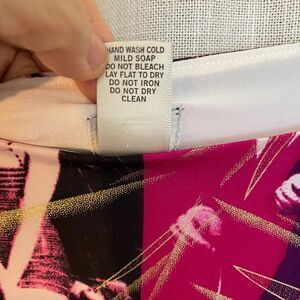 HAND WASH COLD
MILD SOAP
DO NOT BLEACH
LAY FLAT TO DRY
DO NOT IRON
DO NOT DRY
CLEAN